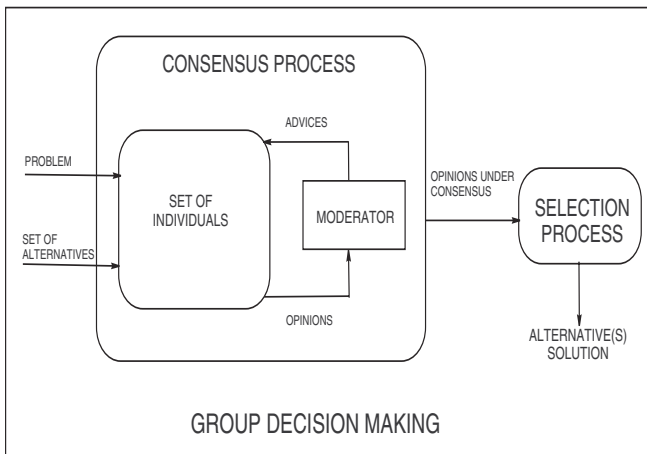 CONSENSUS PROCESS
ADVICES
PROBLEM
SET OF
INDIVIDUALS
MODERATOR
SET OF
ALTERNATIVES
OPINIONS
OPINIONS UNDER
CONSENSUS
SELECTION
PROCESS
ALTERNATIVE(S)
SOLUTION
GROUP DECISION MAKING